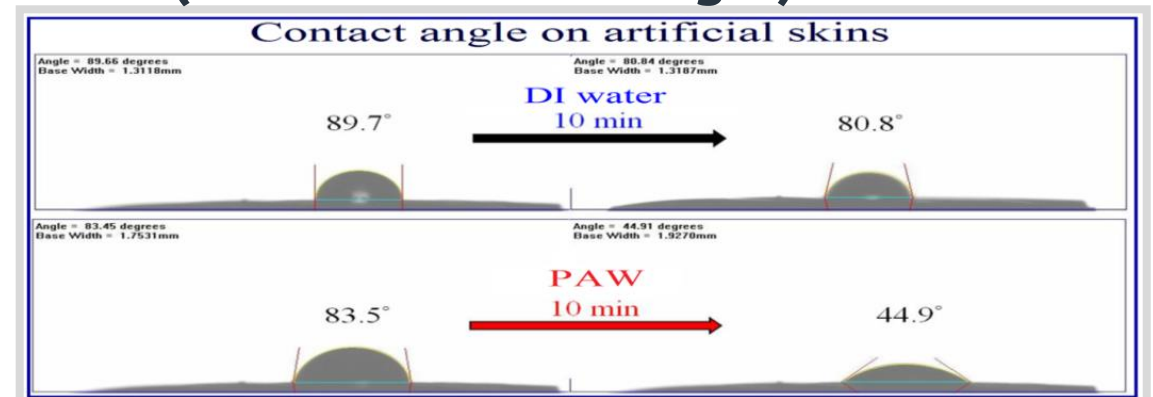 Contact angle on artificial skins
Angle = 89.66 degrees
Base Width = 1.3118mm
Angle = 80.84 degrees
Base Width = 1.3187mm
DI water
10 min
89.7°
80.8°
Angle = 83.45 degrees
Base Width = 1.7531mm
Angle = 44.91 degrees
Base Width = 1.9270mm
PAW
10 min
83.5°
44.9°